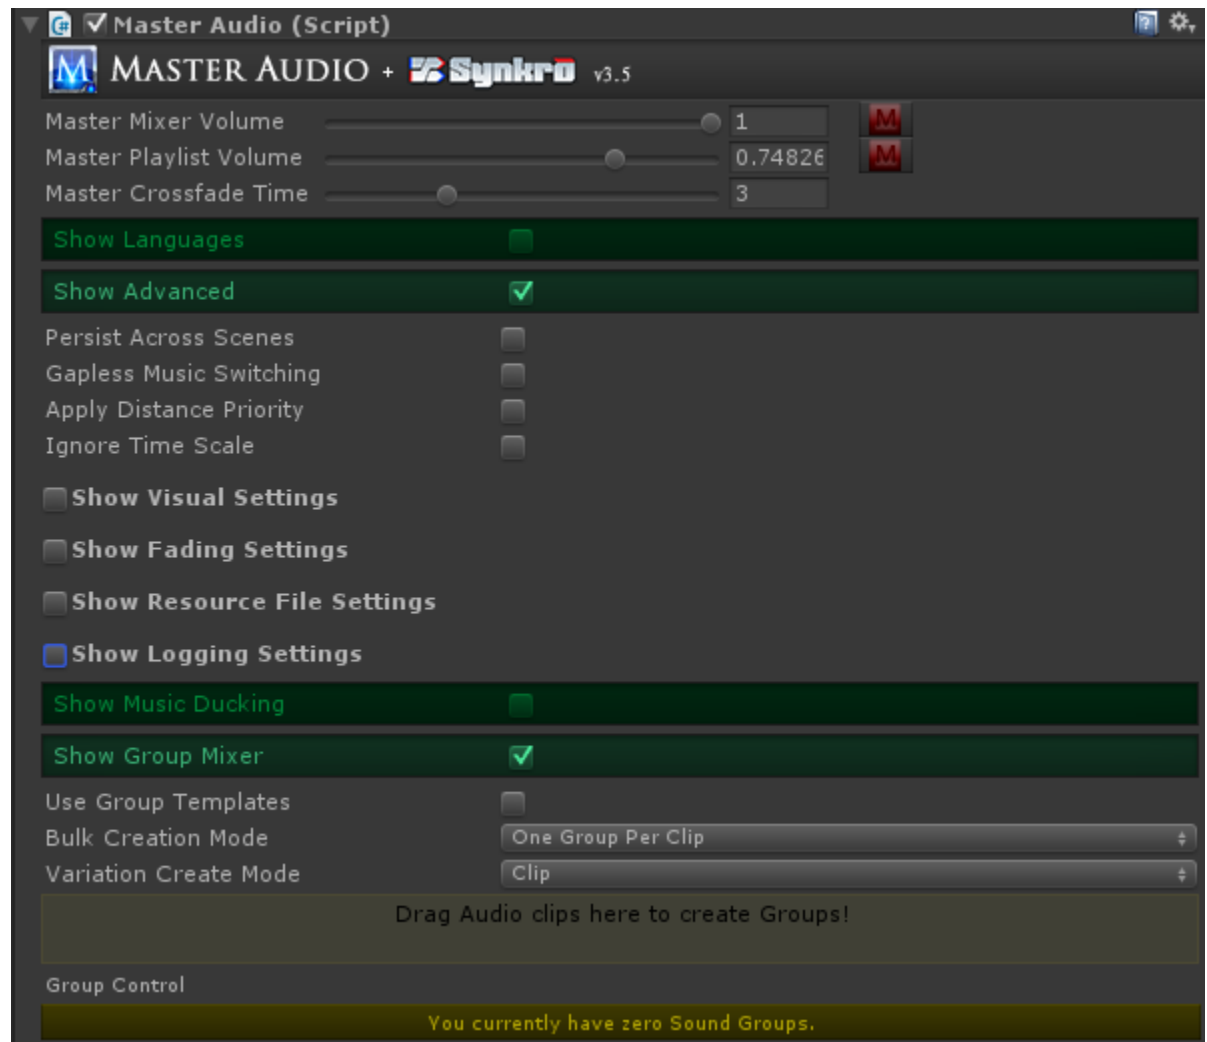 Master Audio (Script)
M MASTER AUDIO + Synkro v3.5
Master Mixer Volume 1 M
Master Playlist Volume 0.74826 M
Master Crossfade Time 3
Show Languages
Show Advanced
Persist Across Scenes
Gapless Music Switching
Apply Distance Priority
Ignore Time Scale
Show Visual Settings
Show Fading Settings
Show Resource File Settings
Show Logging Settings
Show Music Ducking
Show Group Mixer
Use Group Templates
Bulk Creation Mode One Group Per Clip
Variation Create Mode Clip
Drag Audio clips here to create Groups!
Group Control
You currently have zero Sound Groups.